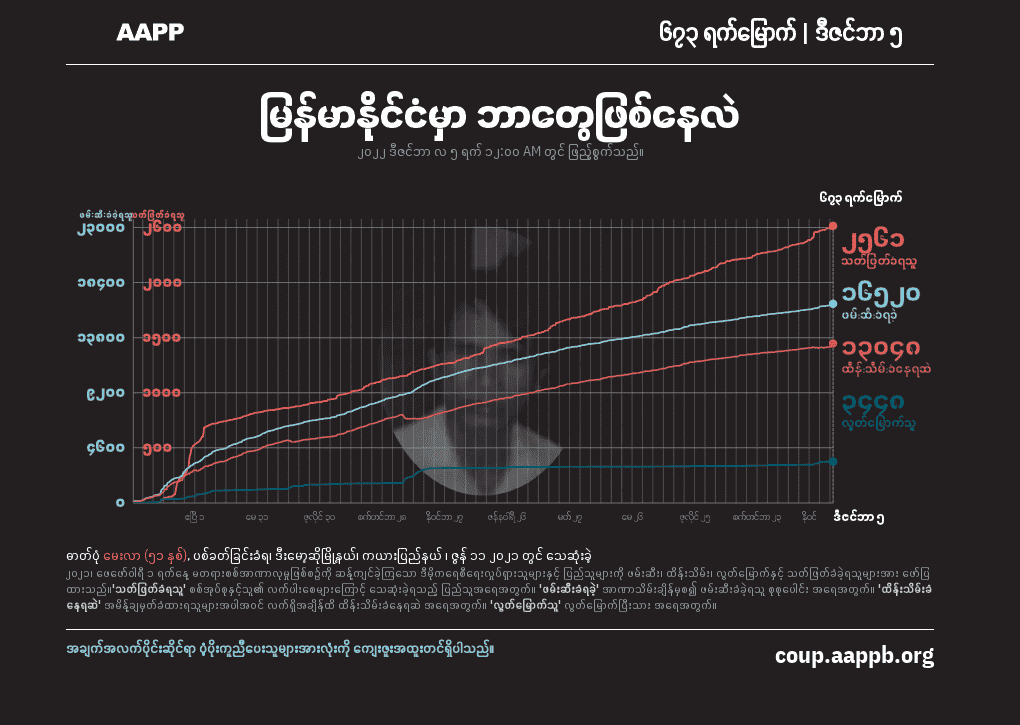 AAPP
၆၇၃ ရက်မြောက် | ဒီဇင်ဘာ ၅
မြန်မာနိုင်ငံမှာ ဘာတွေဖြစ်နေလဲ
၂၀၂၂ ဒီဇင်ဘာ လ ၅ ရက် ၁၂:၀၀ AM တွင် ဖြည့်စွက်သည်။
၆၇၃ ရက်မြောက်
ဖမ်းဆီးခံခဲ့ရသူ
၂၃၀၀၀ ၂၆၀၀
၂၅၆၁
သတ်ဖြတ်ခံရသူ
၁၈၄၀၀ ၂၀၀၀
၁၆၅၂၀
ဖမ်းဆီးခံရခဲ့
၁၃၈၀၀ ၁၅၀၀
၁၃၀၄၈
ထိန်းသိမ်းခံနေရဆဲ
၉၂၀၀ ၁၀၀၀
၃၄၄၈
လွတ်မြောက်သူ
၄၆၀၀ ၅၀၀
၀
ဧပြီ ၁ မေ ၃၁ ဇူလိုင် ၃၀ စက်တင်ဘာ ၂၈ နိုဝင်ဘာ ၂၇ ဇန်နဝါရီ ၂၆ မတ် ၂၇ မေ ၂၆ ဇူလိုင် ၂၅ စက်တင်ဘာ ၂၃ နိုဝင် ဒီဇင်ဘာ ၅
ဓာတ်ပုံ မေးလာ (၅၁ နှစ်), ပစ်ခတ်ခြင်းခံရ၊ ဒီးမော့ဆိုမြို့နယ်၊ ကယားပြည်နယ် ၊ ဇွန် ၁၁ ၂၀၂၁ တွင် သေဆုံးခဲ့
၂၀၂၁၊ ဖေဖော်ဝါရီ ၁ ရက်နေ့ မတရားစစ်အာဏာလုမှုဖြစ်စဉ်ကို ဆန့်ကျင်ခဲ့ကြသော ဒီမိုကရေစီရေးလှုပ်ရှားသူများနှင့် ပြည်သူများကို ဖမ်းဆီး၊ ထိန်းသိမ်း၊ လွတ်မြောက်နှင့် သတ်ဖြတ်ခံခဲ့ရသူများအား ဖော်ပြ
ထားသည်။'သတ်ဖြတ်ခံရသူ' စစ်အုပ်စုနှင့်သူ၏ လက်ပါးစေများကြောင့် သေဆုံးခဲ့ရသည့် ပြည်သူအရေအတွက်။ 'ဖမ်းဆီးခံရခဲ့' အာဏာသိမ်းချိန်မှစ၍ ဖမ်းဆီးခံခဲ့ရသူ စုစုပေါင်း အရေအတွက်။ 'ထိန်းသိမ်းခံ
နေရဆဲ' အမိန့်ချမှတ်ခံထားရသူများအပါအဝင် လက်ရှိအချိန်ထိ ထိန်းသိမ်းခံနေရဆဲ အရေအတွက်။ 'လွတ်မြောက်သူ' လွတ်မြောက်ပြီးသား အရေအတွက်။
အချက်အလက်ပိုင်းဆိုင်ရာ ပံ့ပိုးကူညီပေးသူများအားလုံးကို ကျေးဇူးအထူးတင်ရှိပါသည်။
coup.aappb.org